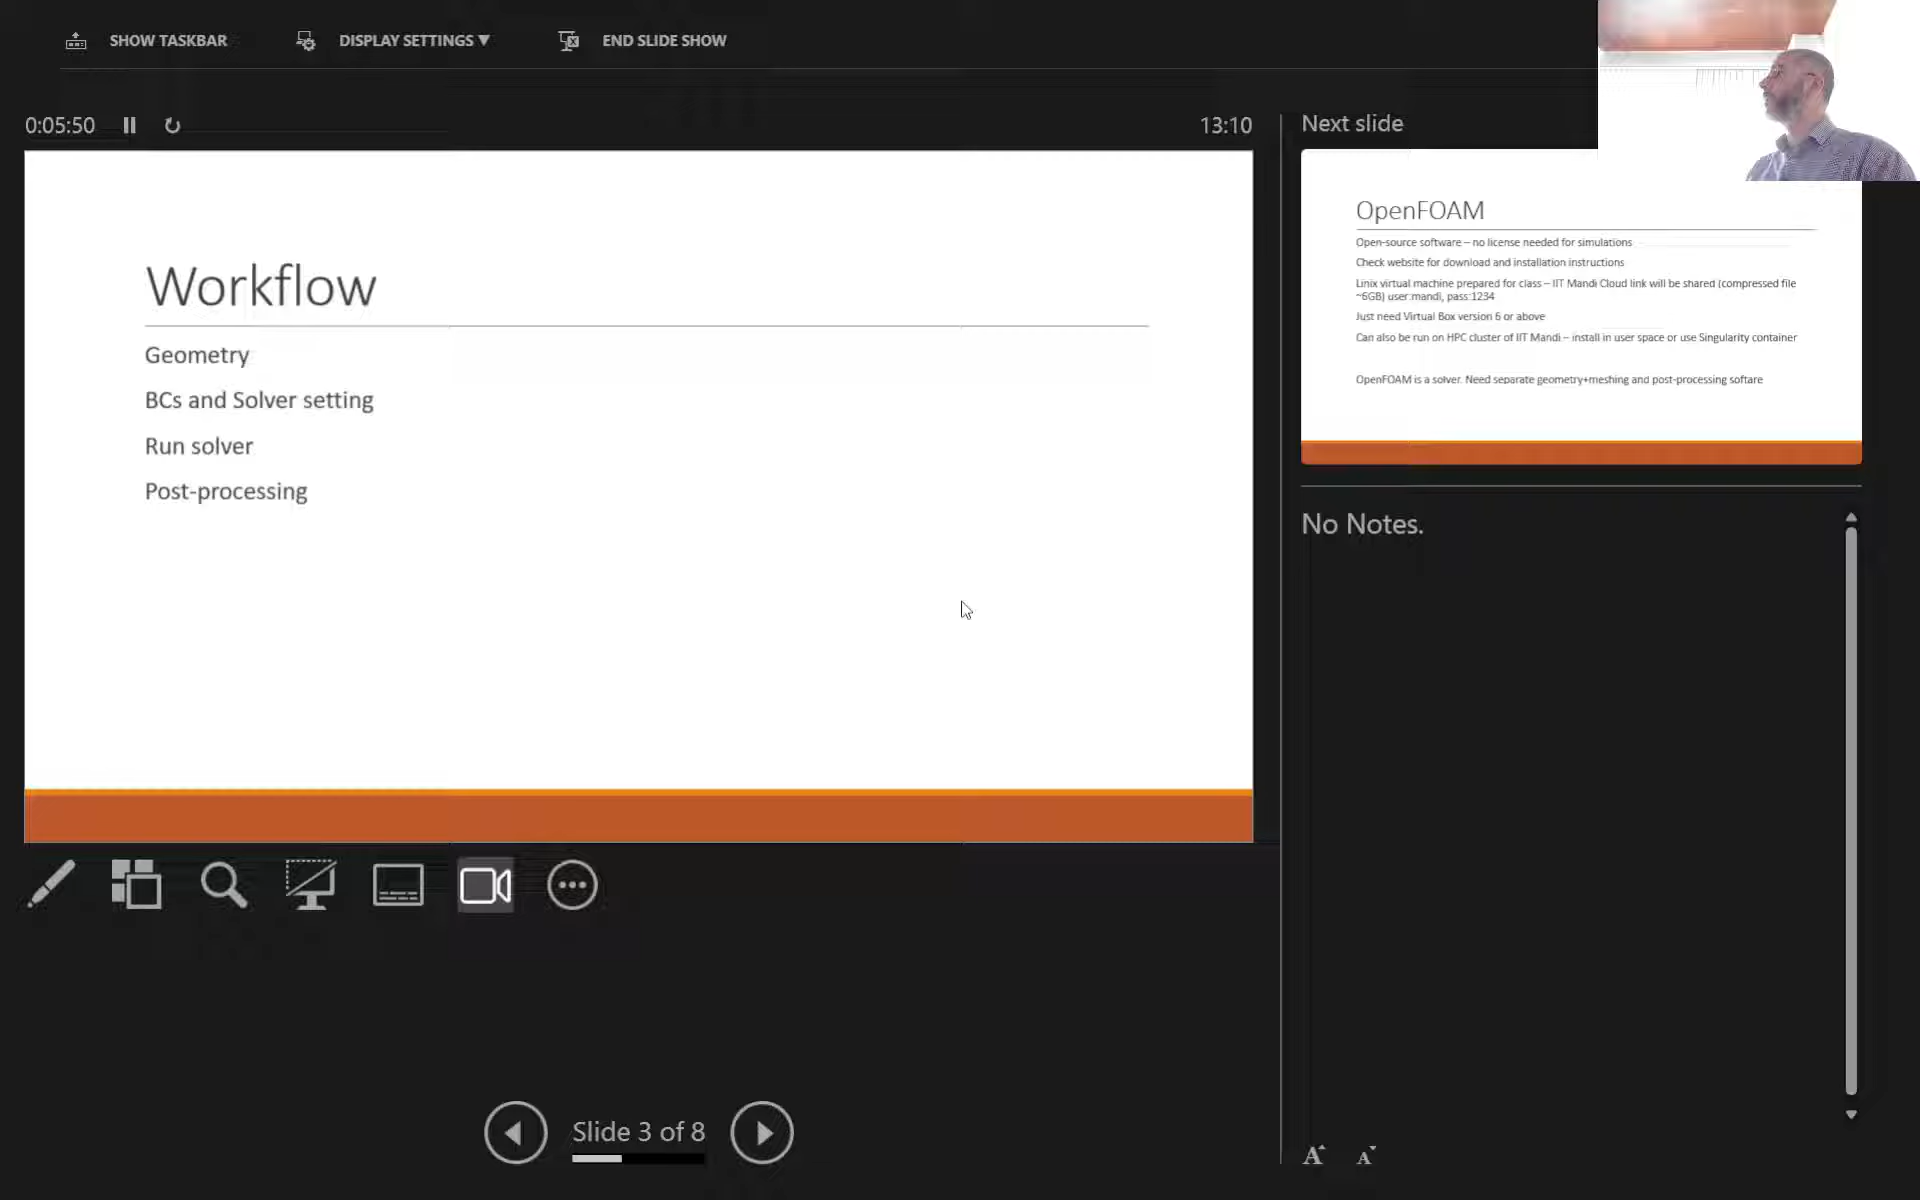 SHOW TASKBAR
DISPLAY SETTINGS ▼
END SLIDE SHOW
0:05:50
13:10
Workflow
Geometry
BCs and Solver setting
Run solver
Post-processing
Slide 3 of 8
Next slide
OpenFOAM
Open-source software – no license needed for simulations
Check website for download and installation instructions
Linix virtual machine prepared for class – IIT Mandi Cloud link will be shared (compressed file
~6GB) user:mandi, pass:1234
Just need Virtual Box version 6 or above
Can also be run on HPC cluster of IIT Mandi – install in user space or use Singularity container
OpenFOAM is a solver. Need separate geometry+meshing and post-processing softare
No Notes.
A A